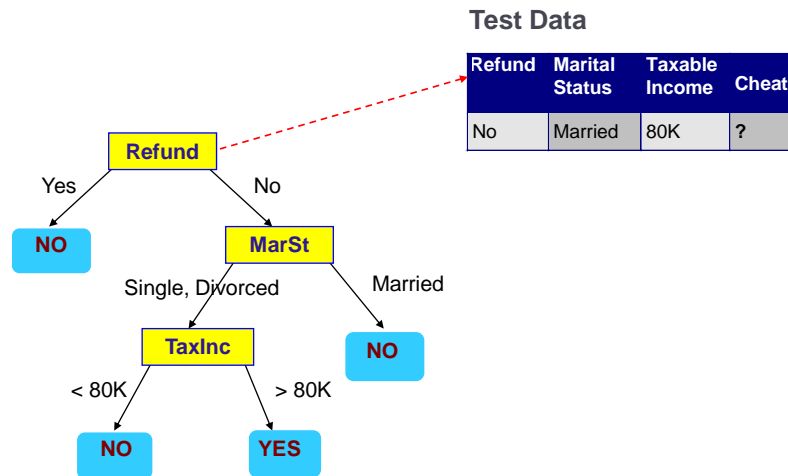 Test Data
Refund Marital Status Taxable Income Cheat
No Married 80K ?
Refund
Yes No
NO MarSt
Single, Divorced Married
TaxInc NO
< 80K > 80K
NO YES